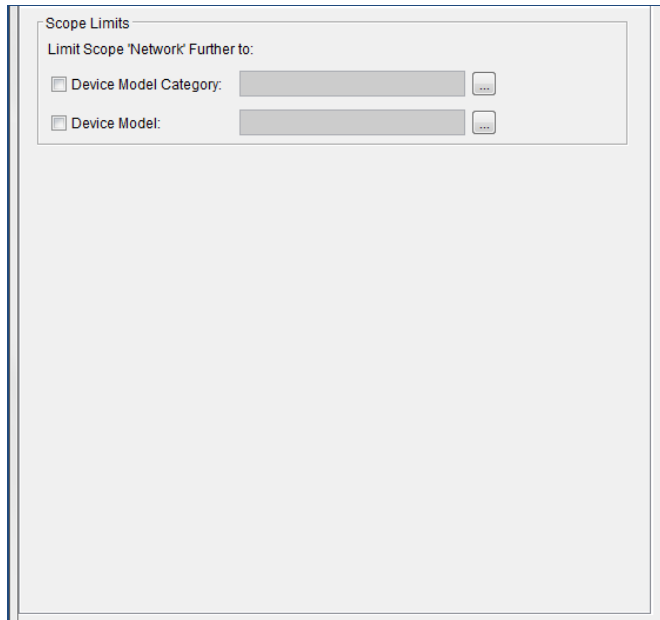 Scope Limits
Limit Scope 'Network' Further to:
Device Model Category: ...
Device Model: ...